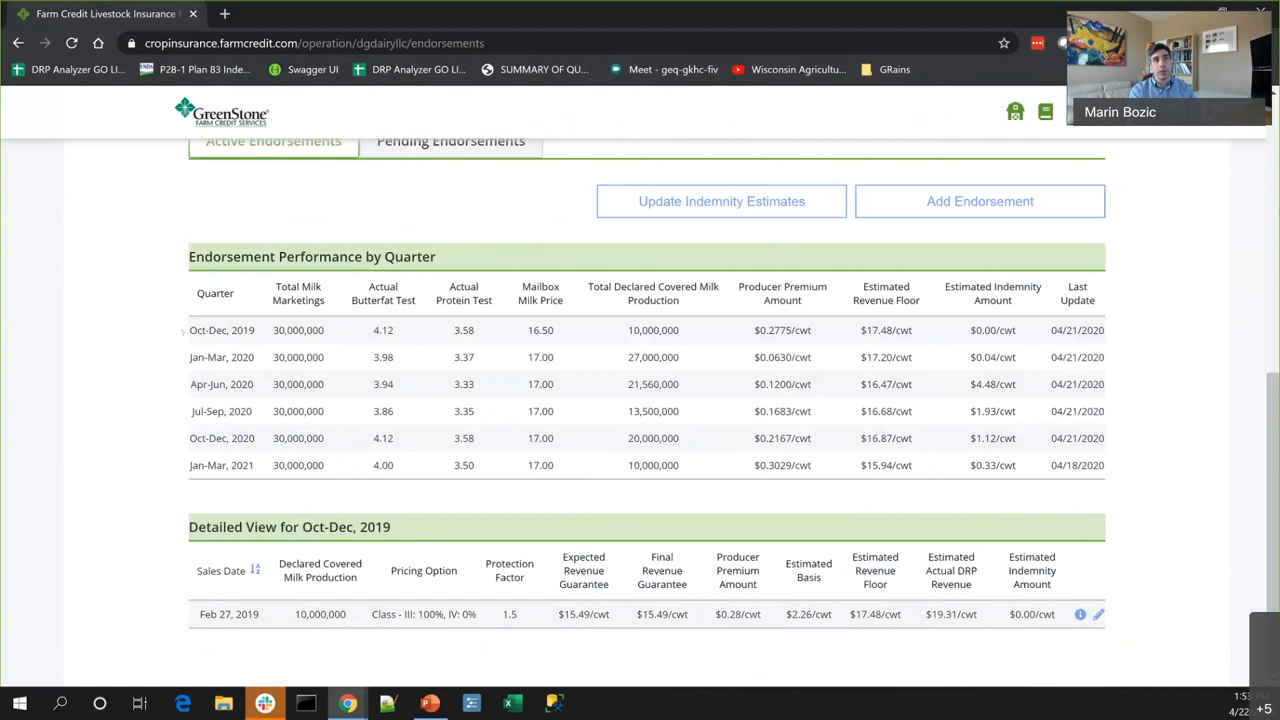 Farm Credit Livestock Insurance
cropinsurance.farmcredit.com/operation/dgdairyllc/endorsements
DRP Analyzer GO LI... P28-1 Plan 83 Inde... Swagger UI DRP Analyzer GO LI... SUMMARY OF QU... Meet - geq-gkhc-fiv Wisconsin Agricultu... GRains
Marin Bozic
GreenStone
FARM CREDIT SERVICES
Active Endorsements Pending Endorsements
Update Indemnity Estimates Add Endorsement
Endorsement Performance by Quarter
Quarter Total Milk Marketings Actual Butterfat Test Actual Protein Test Mailbox Milk Price Total Declared Covered Milk Production Producer Premium Amount Estimated Revenue Floor Estimated Indemnity Amount Last Update
Oct-Dec, 2019 30,000,000 4.12 3.58 16.50 10,000,000 $0.2775/cwt $17.48/cwt $0.00/cwt 04/21/2020
Jan-Mar, 2020 30,000,000 3.98 3.37 17.00 27,000,000 $0.0630/cwt $17.20/cwt $0.04/cwt 04/21/2020
Apr-Jun, 2020 30,000,000 3.94 3.33 17.00 21,560,000 $0.1200/cwt $16.47/cwt $4.48/cwt 04/21/2020
Jul-Sep, 2020 30,000,000 3.86 3.35 17.00 13,500,000 $0.1683/cwt $16.68/cwt $1.93/cwt 04/21/2020
Oct-Dec, 2020 30,000,000 4.12 3.58 17.00 20,000,000 $0.2167/cwt $16.87/cwt $1.12/cwt 04/21/2020
Jan-Mar, 2021 30,000,000 4.00 3.50 17.00 10,000,000 $0.3029/cwt $15.94/cwt $0.33/cwt 04/18/2020
Detailed View for Oct-Dec, 2019
Sales Date Declared Covered Milk Production Pricing Option Protection Factor Expected Revenue Guarantee Final Revenue Guarantee Producer Premium Amount Estimated Basis Estimated Revenue Floor Estimated Actual DRP Revenue Estimated Indemnity Amount
Feb 27, 2019 10,000,000 Class - III: 100%, IV: 0% 1.5 $15.49/cwt $15.49/cwt $0.28/cwt $2.26/cwt $17.48/cwt $19.31/cwt $0.00/cwt
+5